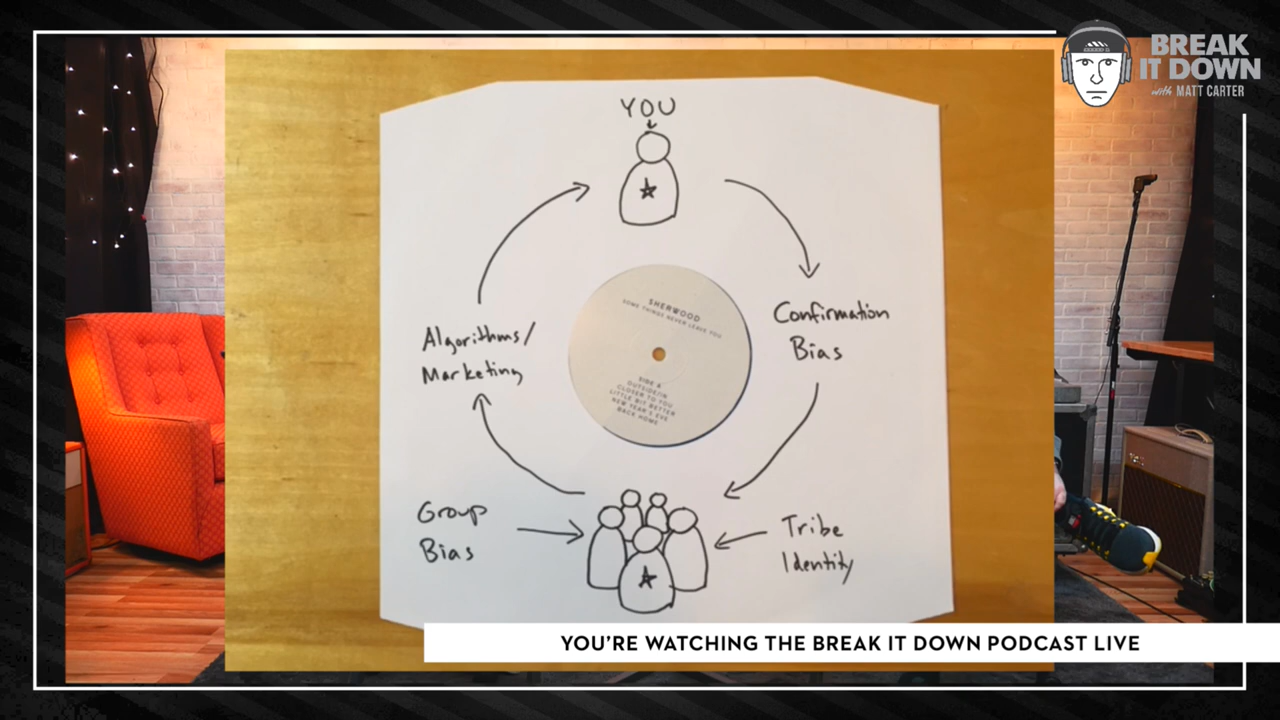 BREAK
IT DOWN
with MATT CARTER
YOU
Confirmation
Bias
Algorithms/
Marketing
SHERWOOD
SOME THINGS NEVER LEAVE YOU
SIDE A
OUTSIDE/IN
CLOSER TO YOU
LITTLE BIT BETTER
NEW YEAR'S EVE
BACK HOME
Group
Bias
Tribe
Identity
YOU'RE WATCHING THE BREAK IT DOWN PODCAST LIVE